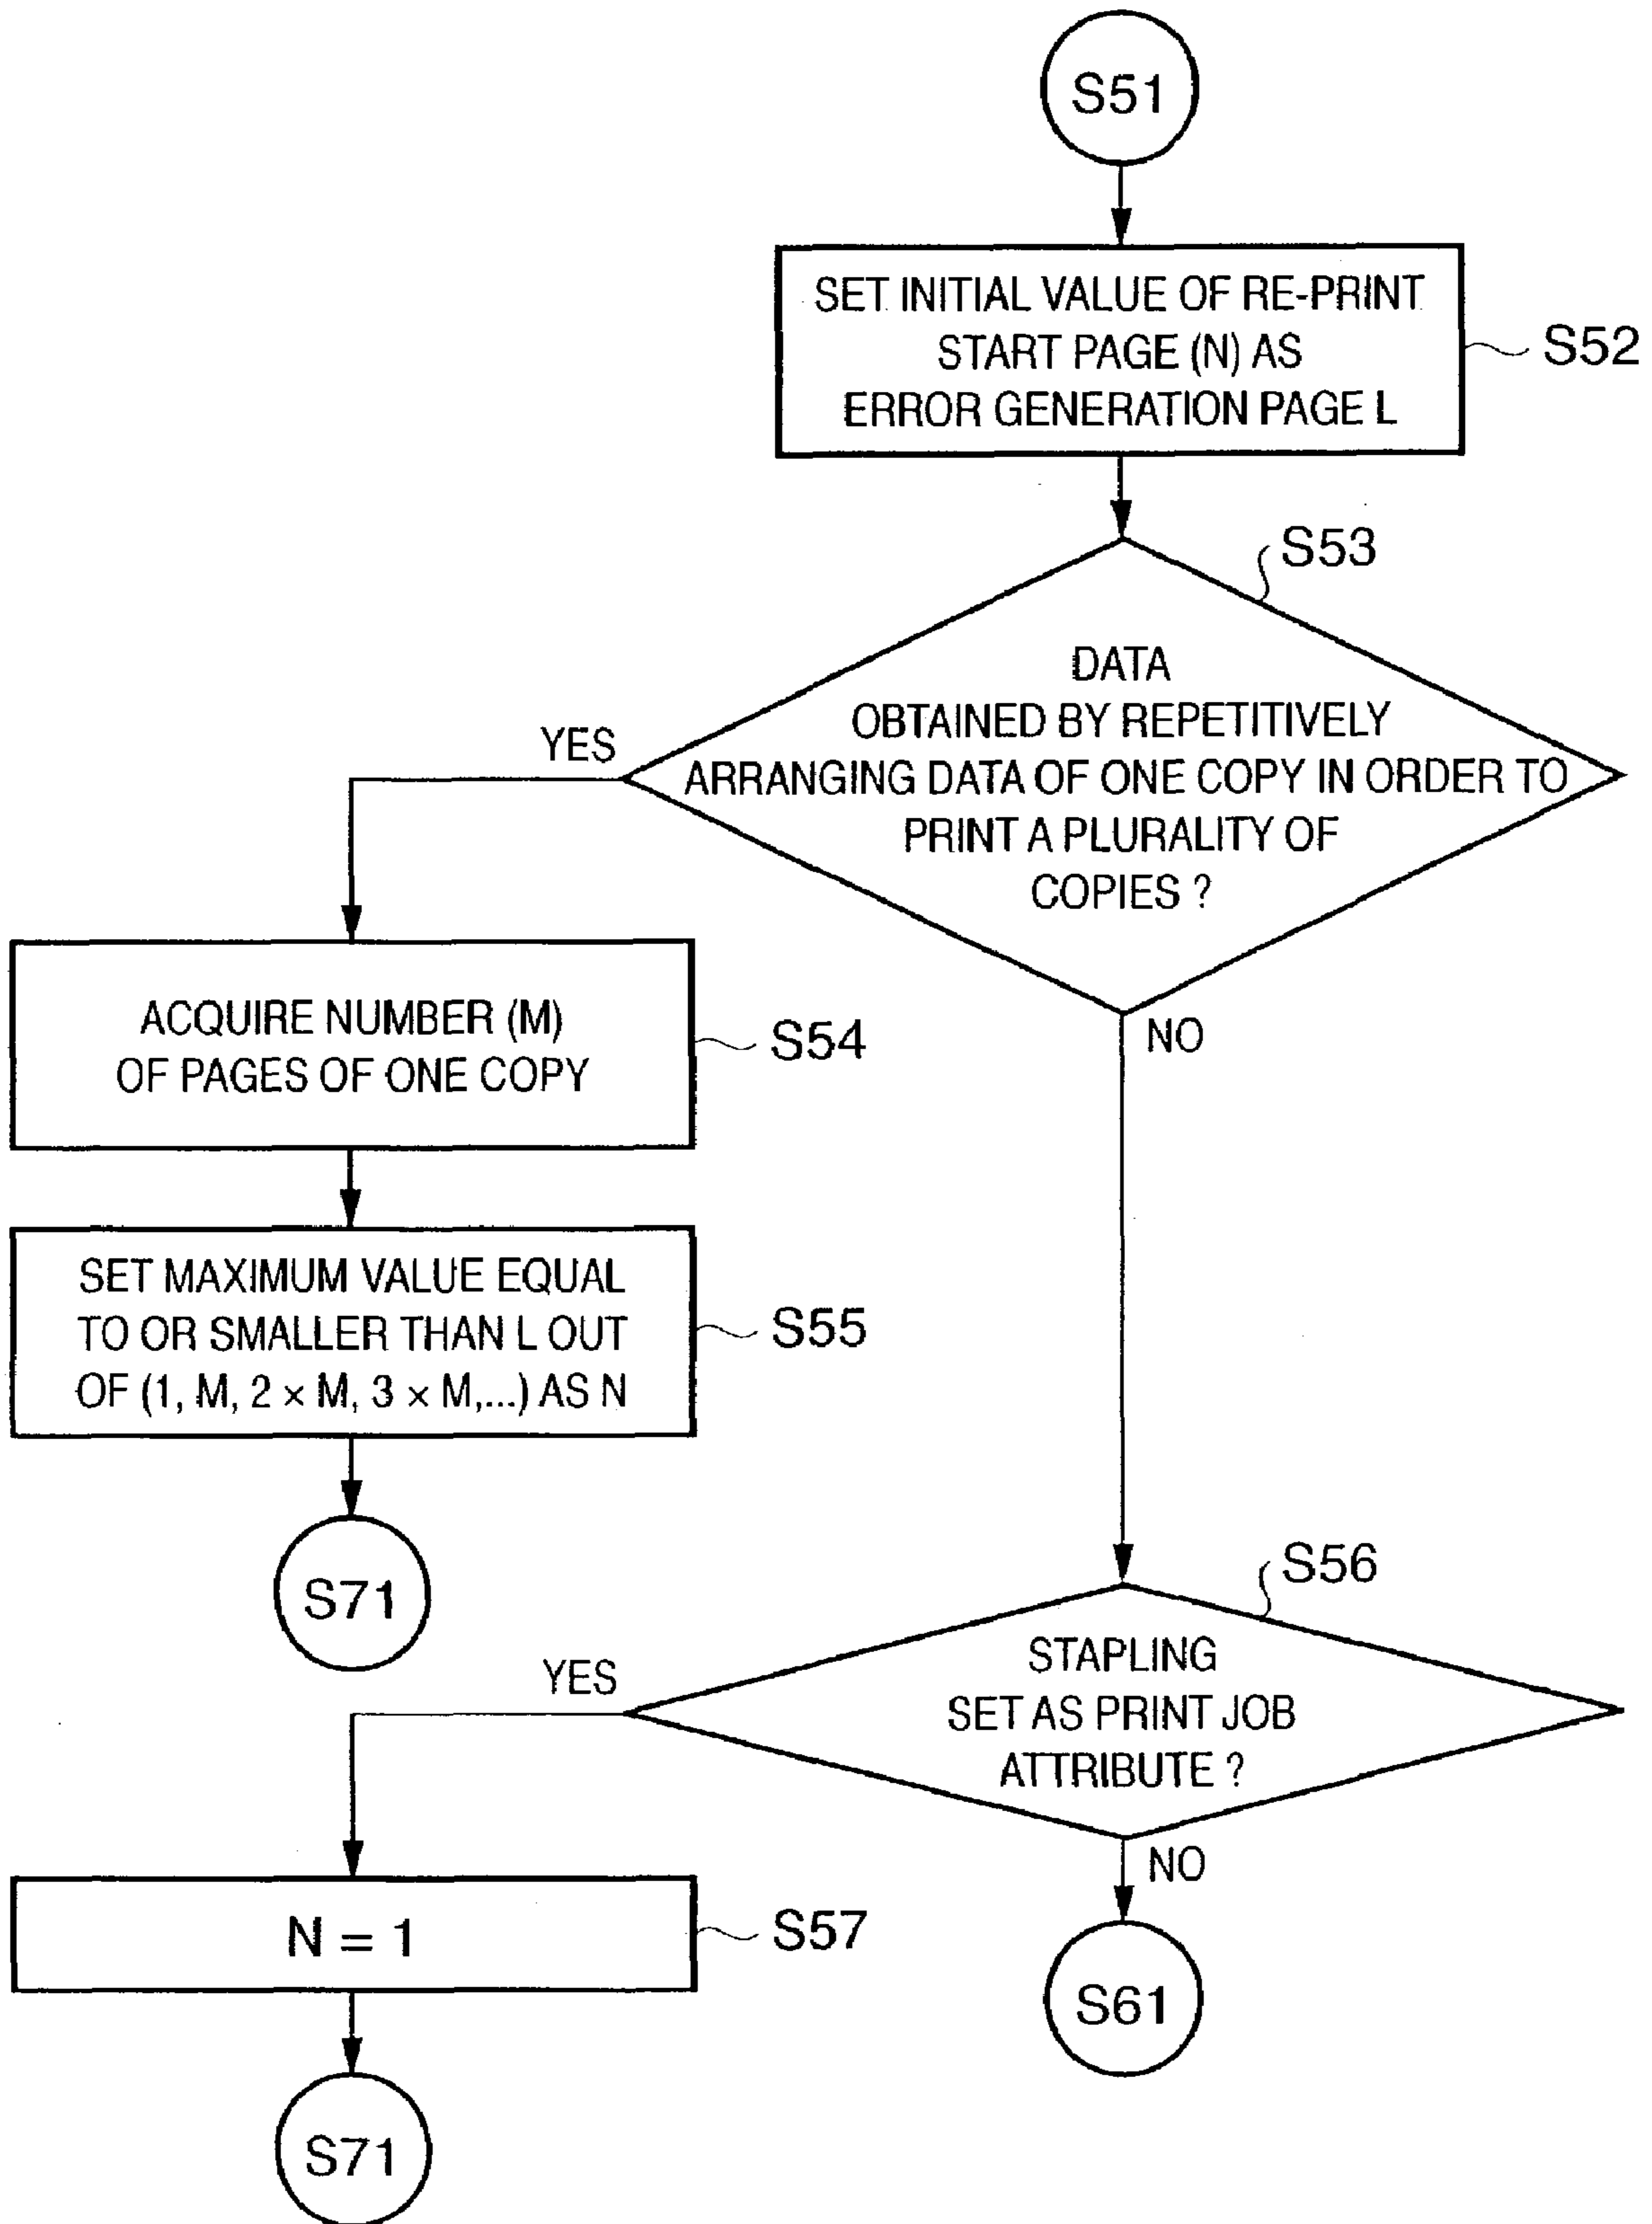 S51
SET INITIAL VALUE OF RE-PRINT
START PAGE (N) AS
ERROR GENERATION PAGE L
S52
S53
DATA
OBTAINED BY REPETITIVELY
ARRANGING DATA OF ONE COPY IN ORDER TO
PRINT A PLURALITY OF
COPIES ?
YES
NO
ACQUIRE NUMBER (M)
OF PAGES OF ONE COPY
S54
SET MAXIMUM VALUE EQUAL
TO OR SMALLER THAN L OUT
OF (1, M, 2 × M, 3 × M,...) AS N
S55
S71
S56
STAPLING
SET AS PRINT JOB
ATTRIBUTE ?
YES
NO
N = 1
S57
S61
S71